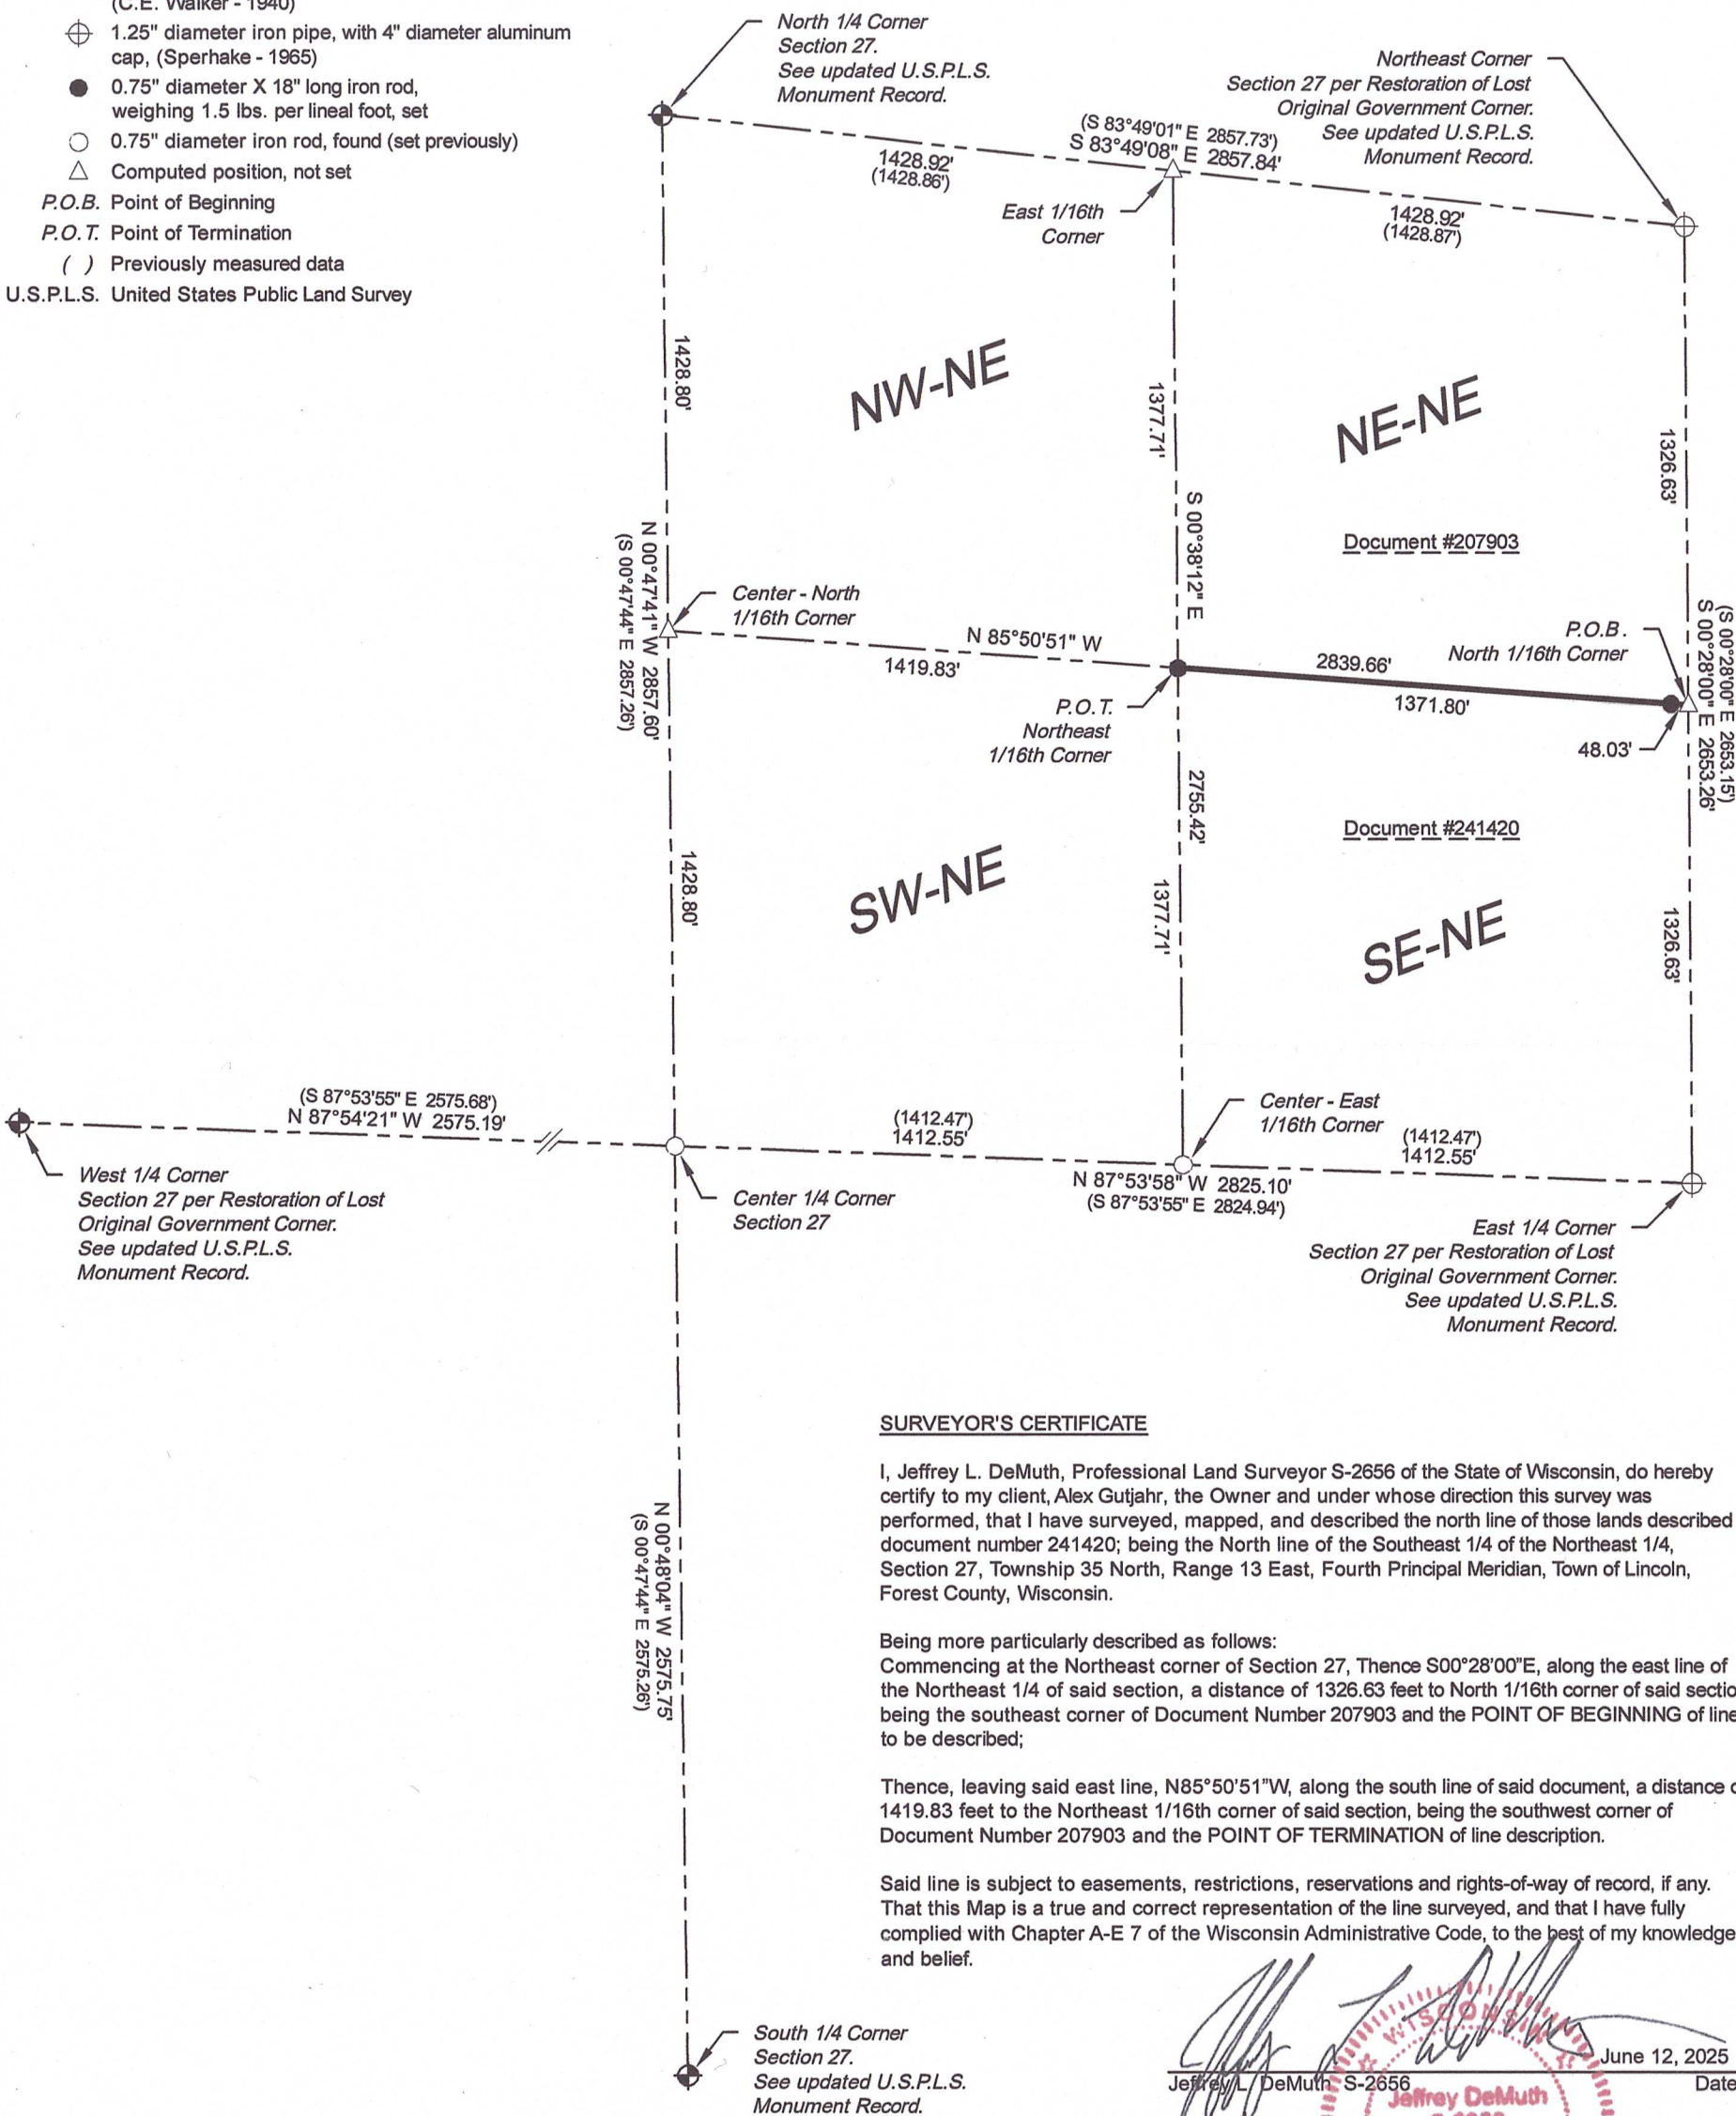 (C.E. Walker - 1940)
1.25" diameter iron pipe, with 4" diameter aluminum
cap, (Sperhake - 1965)
0.75" diameter X 18" long iron rod,
weighing 1.5 lbs. per lineal foot, set
0.75" diameter iron rod, found (set previously)
Computed position, not set
P.O.B. Point of Beginning
P.O.T. Point of Termination
( ) Previously measured data
U.S.P.L.S. United States Public Land Survey
North 1/4 Corner
Section 27.
See updated U.S.P.L.S.
Monument Record.
Northeast Corner
Section 27 per Restoration of Lost
Original Government Corner.
See updated U.S.P.L.S.
Monument Record.
(S 83°49'01" E 2857.73')
S 83°49'08" E 2857.84'
1428.92'
(1428.86')
East 1/16th
Corner
1428.92'
(1428.87')
1428.80'
NW-NE
1377.71'
NE-NE
1326.63'
S 00°38'12" E
Document #207903
N 00°47'41" W 2857.60'
(S 00°47'44" E 2857.26')
Center - North
1/16th Corner
N 85°50'51" W
1419.83'
P.O.T.
Northeast
1/16th Corner
2839.66'
1371.80'
P.O.B.
North 1/16th Corner
48.03'
(S 00°28'00" E 2653.15')
S 00°28'00" E 2653.26'
2755.42'
Document #241420
1428.80'
SW-NE
1377.71'
SE-NE
1326.63'
(S 87°53'55" E 2575.68')
N 87°54'21" W 2575.19'
(1412.47')
1412.55'
Center - East
1/16th Corner
(1412.47')
1412.55'
N 87°53'58" W 2825.10'
(S 87°53'55" E 2824.94')
West 1/4 Corner
Section 27 per Restoration of Lost
Original Government Corner.
See updated U.S.P.L.S.
Monument Record.
Center 1/4 Corner
Section 27
East 1/4 Corner
Section 27 per Restoration of Lost
Original Government Corner.
See updated U.S.P.L.S.
Monument Record.
N 00°48'04" W 2575.75'
(S 00°47'44" E 2575.26')
SURVEYOR'S CERTIFICATE
I, Jeffrey L. DeMuth, Professional Land Surveyor S-2656 of the State of Wisconsin, do hereby
certify to my client, Alex Gutjahr, the Owner and under whose direction this survey was
performed, that I have surveyed, mapped, and described the north line of those lands described
document number 241420; being the North line of the Southeast 1/4 of the Northeast 1/4,
Section 27, Township 35 North, Range 13 East, Fourth Principal Meridian, Town of Lincoln,
Forest County, Wisconsin.
Being more particularly described as follows:
Commencing at the Northeast corner of Section 27, Thence S00°28'00"E, along the east line of
the Northeast 1/4 of said section, a distance of 1326.63 feet to North 1/16th corner of said sectio
being the southeast corner of Document Number 207903 and the POINT OF BEGINNING of line
to be described;
Thence, leaving said east line, N85°50'51"W, along the south line of said document, a distance o
1419.83 feet to the Northeast 1/16th corner of said section, being the southwest corner of
Document Number 207903 and the POINT OF TERMINATION of line description.
Said line is subject to easements, restrictions, reservations and rights-of-way of record, if any.
That this Map is a true and correct representation of the line surveyed, and that I have fully
complied with Chapter A-E 7 of the Wisconsin Administrative Code, to the best of my knowledge
and belief.
South 1/4 Corner
Section 27.
See updated U.S.P.L.S.
Monument Record.
WISCONSIN
June 12, 2025
Jeffrey L. DeMuth S-2656
Date
Jeffrey DeMuth